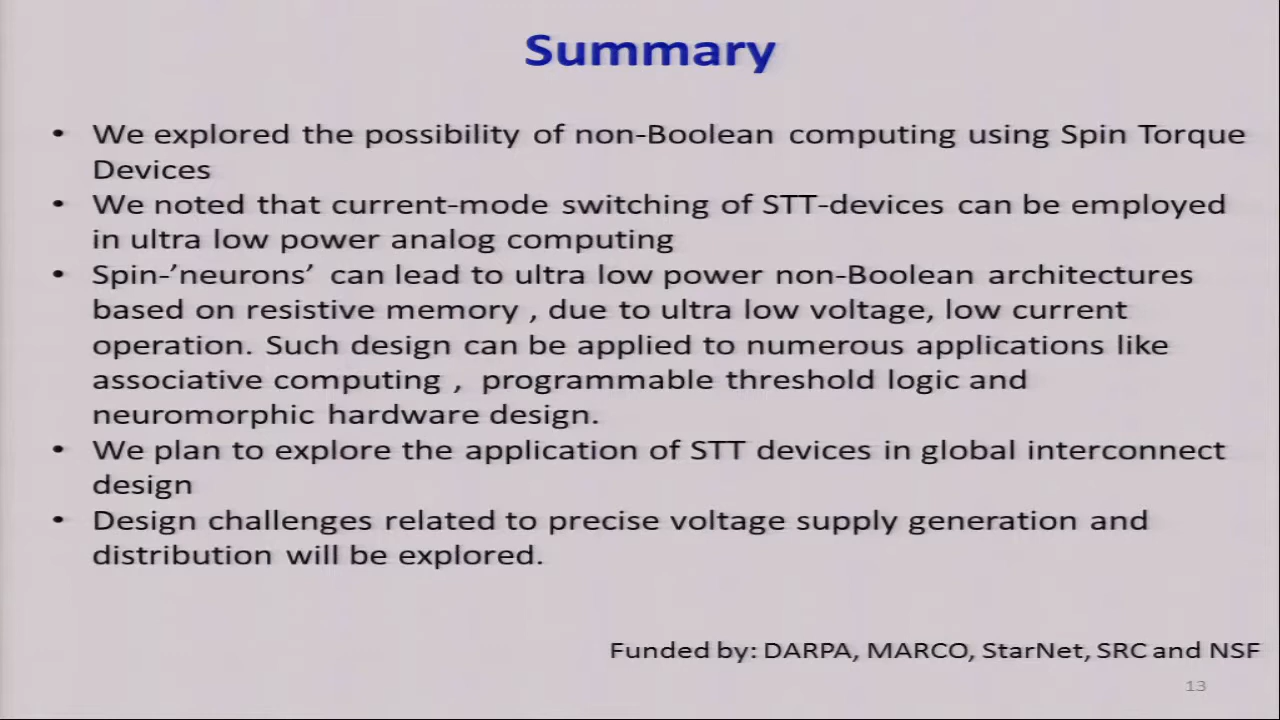 Summary
• We explored the possibility of non-Boolean computing using Spin Torque
Devices
• We noted that current-mode switching of STT-devices can be employed
in ultra low power analog computing
• Spin-’neurons’ can lead to ultra low power non-Boolean architectures
based on resistive memory , due to ultra low voltage, low current
operation. Such design can be applied to numerous applications like
associative computing , programmable threshold logic and
neuromorphic hardware design.
• We plan to explore the application of STT devices in global interconnect
design
• Design challenges related to precise voltage supply generation and
distribution will be explored.
Funded by: DARPA, MARCO, StarNet, SRC and NSF
13